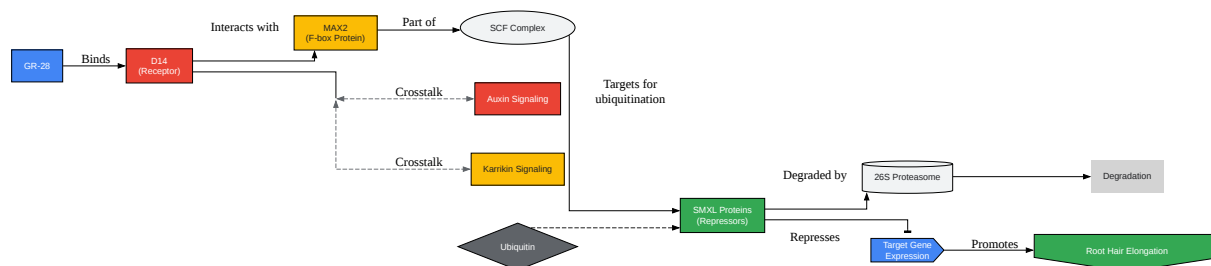 Interacts with
MAX2
(F-box Protein)
Part of
SCF Complex
GR-28
Binds
D14
(Receptor)
Crosstalk
Auxin Signaling
Targets for
ubiquitination
Crosstalk
Karrikin Signaling
Degraded by
26S Proteasome
Degradation
SMXL Proteins
(Repressors)
Ubiquitin
Represses
Target Gene
Expression
Promotes
Root Hair Elongation